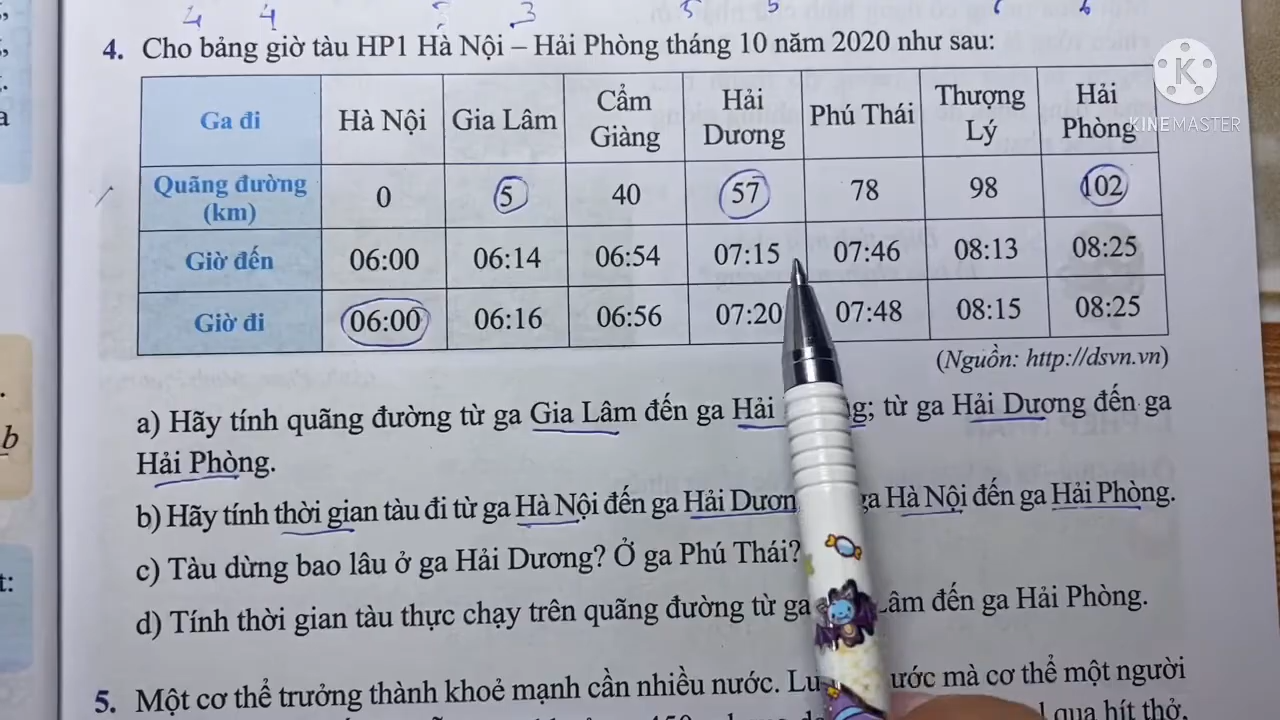 4 4 3 5
4. Cho bảng giờ tàu HP1 Hà Nội – Hải Phòng tháng 10 năm 2020 như sau:
Ga đi Hà Nội Gia Lâm Cẩm Giàng Hải Dương Phú Thái Thượng Lý Hải Phòng
Quãng đường (km) 0 5 40 57 78 98 102
Giờ đến 06:00 06:14 06:54 07:15 07:46 08:13 08:25
Giờ đi 06:00 06:16 06:56 07:20 07:48 08:15 08:25
(Nguồn: http://dsvn.vn)
a) Hãy tính quãng đường từ ga Gia Lâm đến ga Hải g; từ ga Hải Dương đến ga
Hải Phòng.
b) Hãy tính thời gian tàu đi từ ga Hà Nội đến ga Hải Dươn ga Hà Nội đến ga Hải Phòng.
c) Tàu dừng bao lâu ở ga Hải Dương? Ở ga Phú Thái?
d) Tính thời gian tàu thực chạy trên quãng đường từ ga Lâm đến ga Hải Phòng.
5. Một cơ thể trưởng thành khoẻ mạnh cần nhiều nước. Lư ước mà cơ thể một người
qua hít thở,
b
t:
K
KINEMASTER